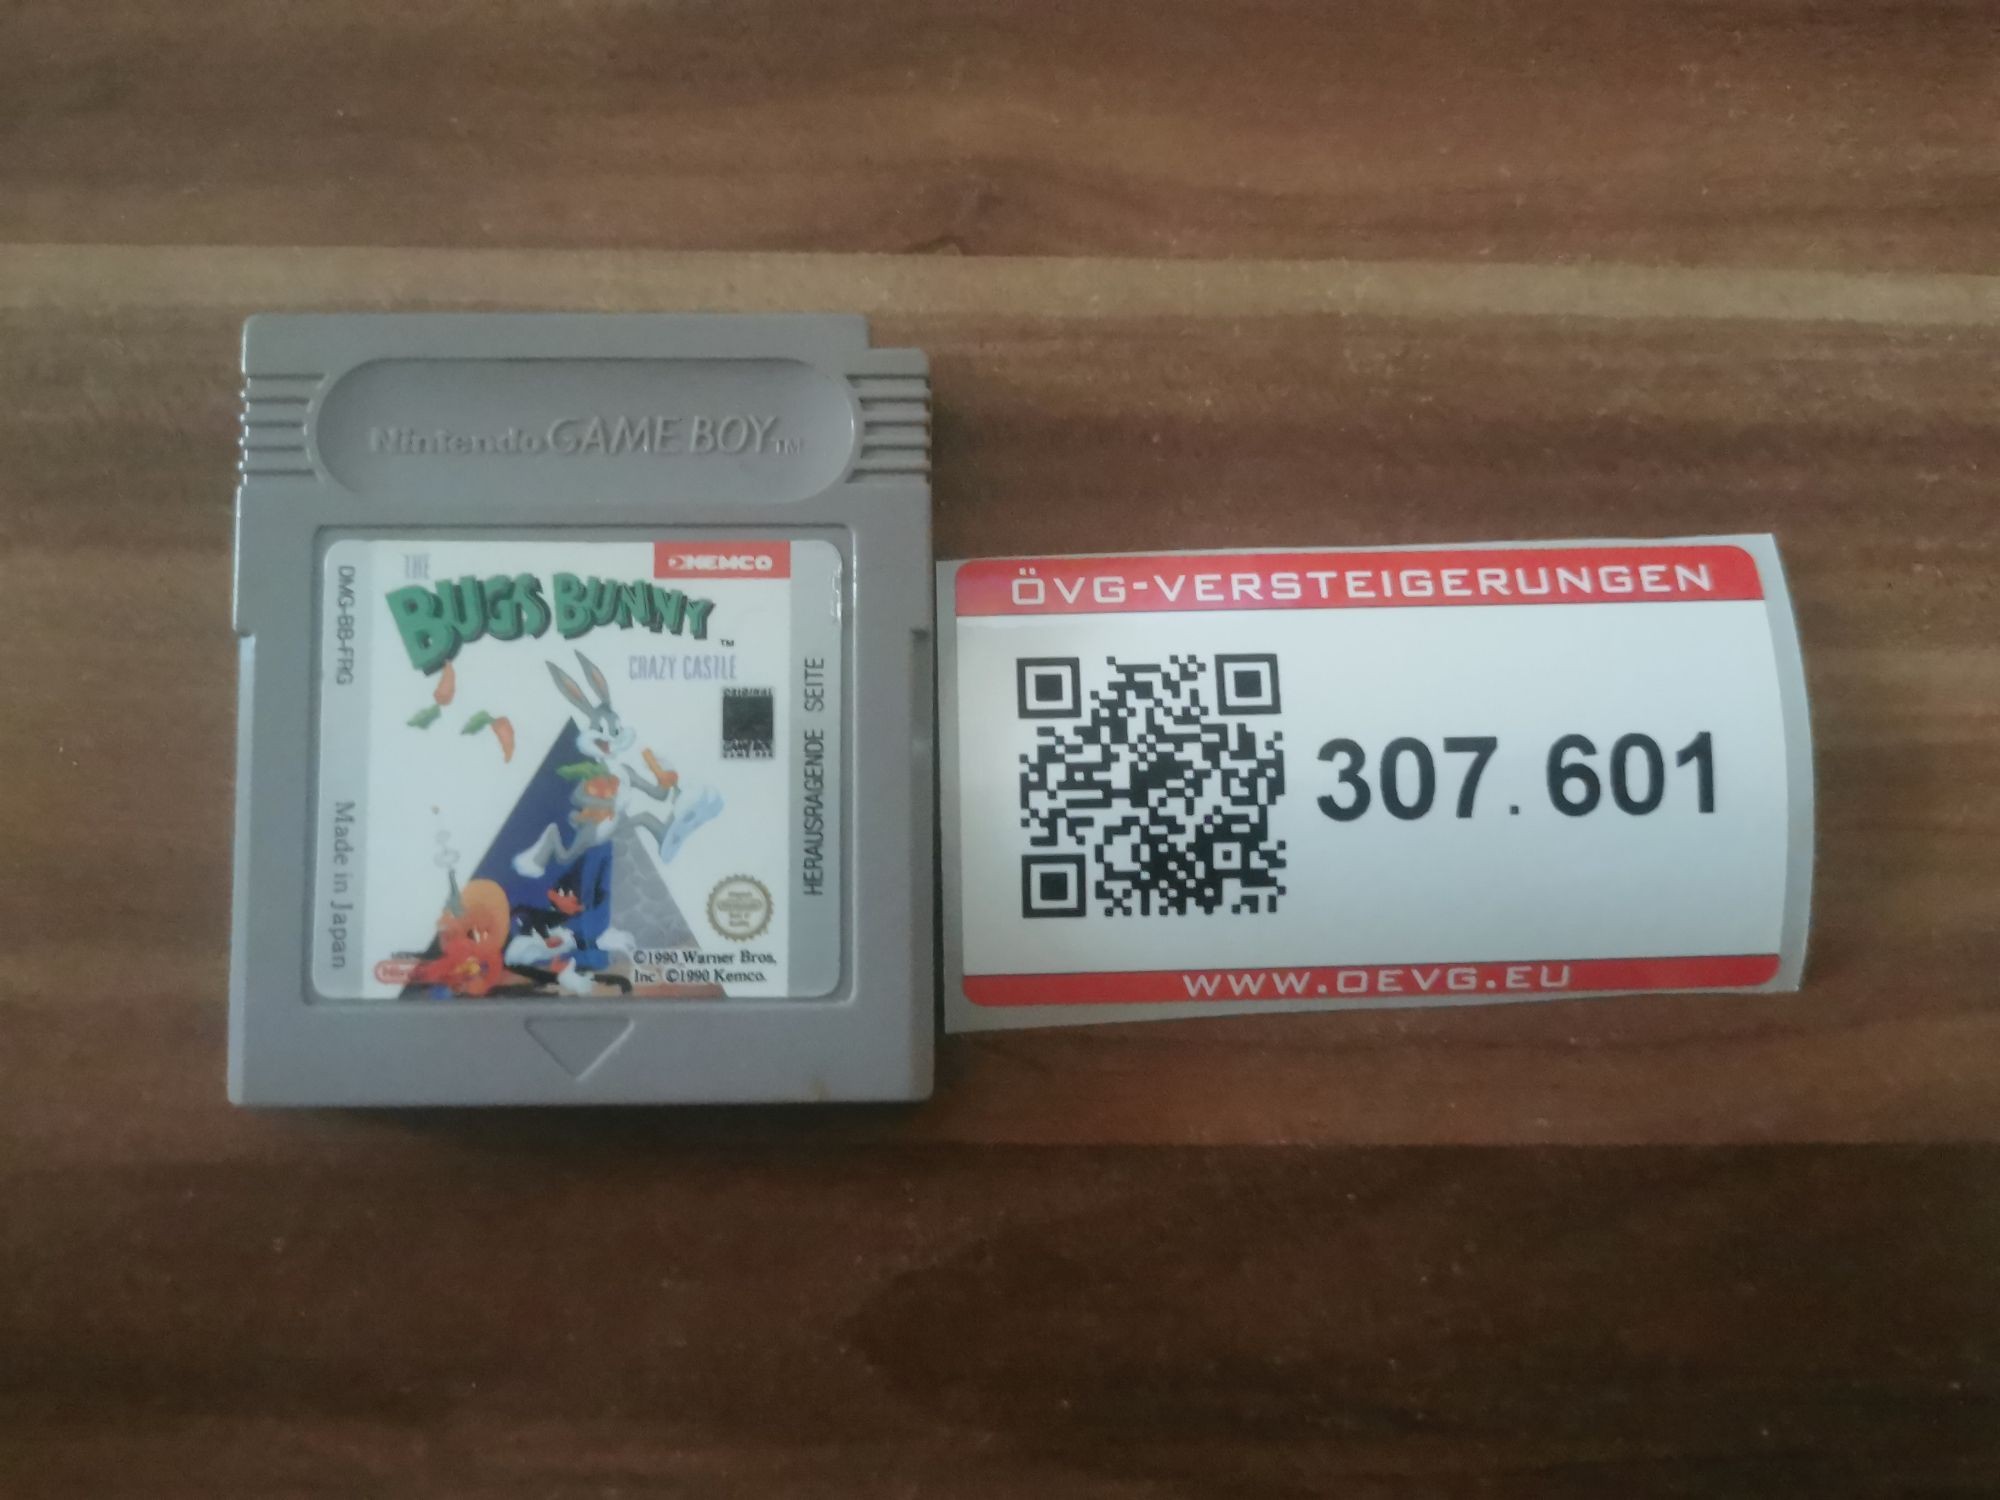 Nintendo GAME BOY TM
THE
KEMCO
BUGS BUNNY
TM
CRAZY CASTLE
ORIGINAL
DMG-BB-FRG
Made in Japan
HERAUSRAGENDE SEITE
©1990 Warner Bros.
Inc ©1990 Kemco.
ÖVG-VERSTEIGERUNGEN
307.601
WWW.OEVG.EU